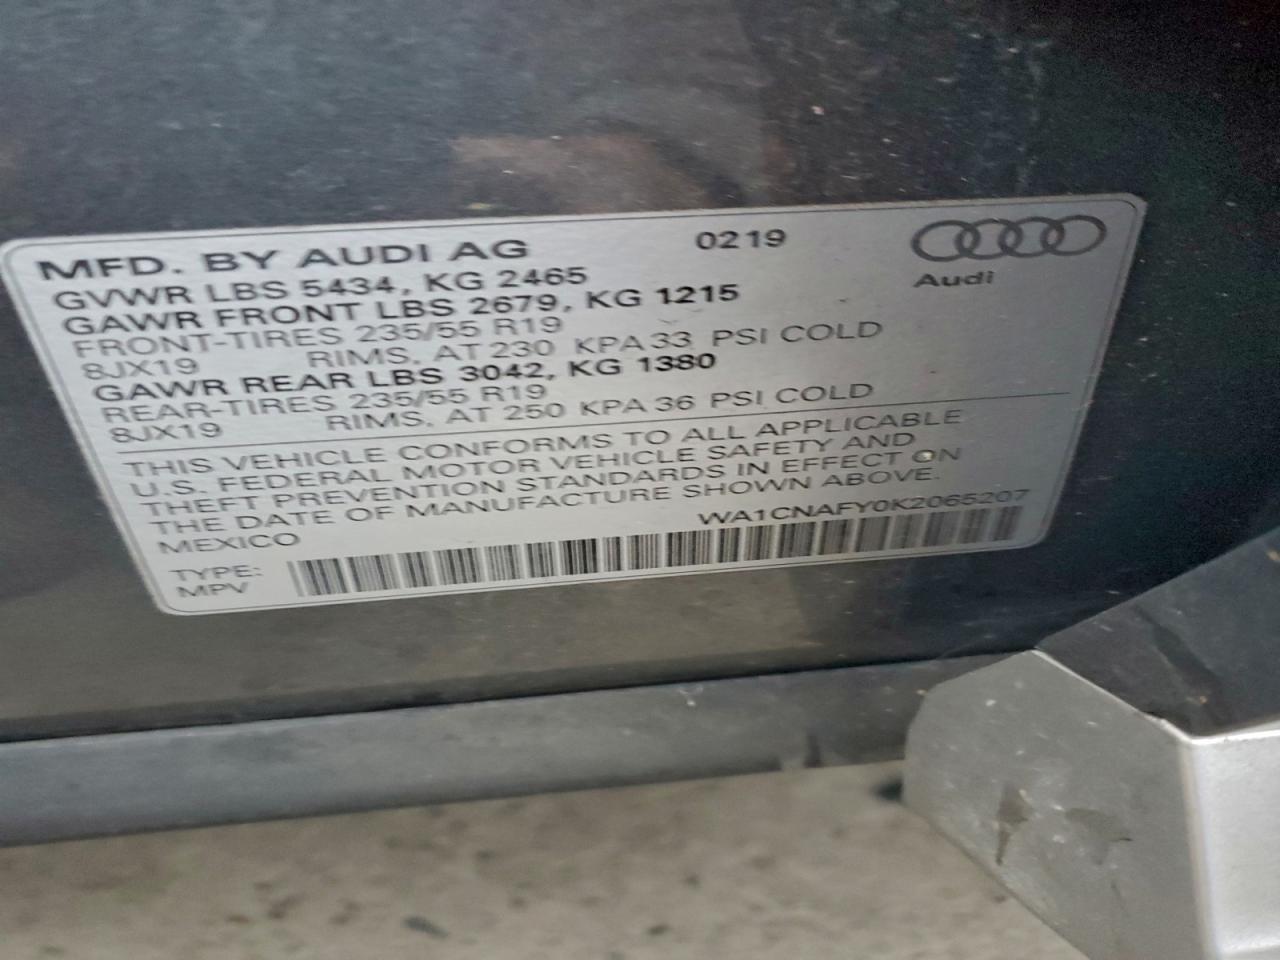 MFD. BY AUDI AG 0219
Audi
GVWR LBS 5434, KG 2465
GAWR FRONT LBS 2679, KG 1215
FRONT-TIRES 235/55 R19
8JX19 RIMS, AT 230 KPA 33 PSI COLD
GAWR REAR LBS 3042, KG 1380
REAR-TIRES 235/55 R19
8JX19 RIMS, AT 250 KPA 36 PSI COLD
THIS VEHICLE CONFORMS TO ALL APPLICABLE
U.S. FEDERAL MOTOR VEHICLE SAFETY AND
THEFT PREVENTION STANDARDS IN EFFECT ON
THE DATE OF MANUFACTURE SHOWN ABOVE.
MEXICO WA1CNAFY0K2065207
TYPE:
MPV